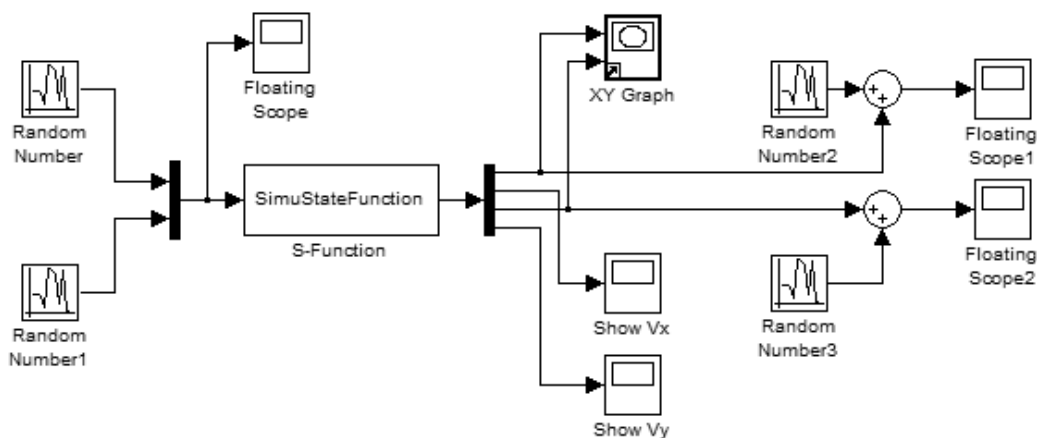 Random
Number
Random
Number1
Floating
Scope
SimuStateFunction
S-Function
XY Graph
Show Vx
Show Vy
Random
Number2
Random
Number3
Floating
Scope1
Floating
Scope2